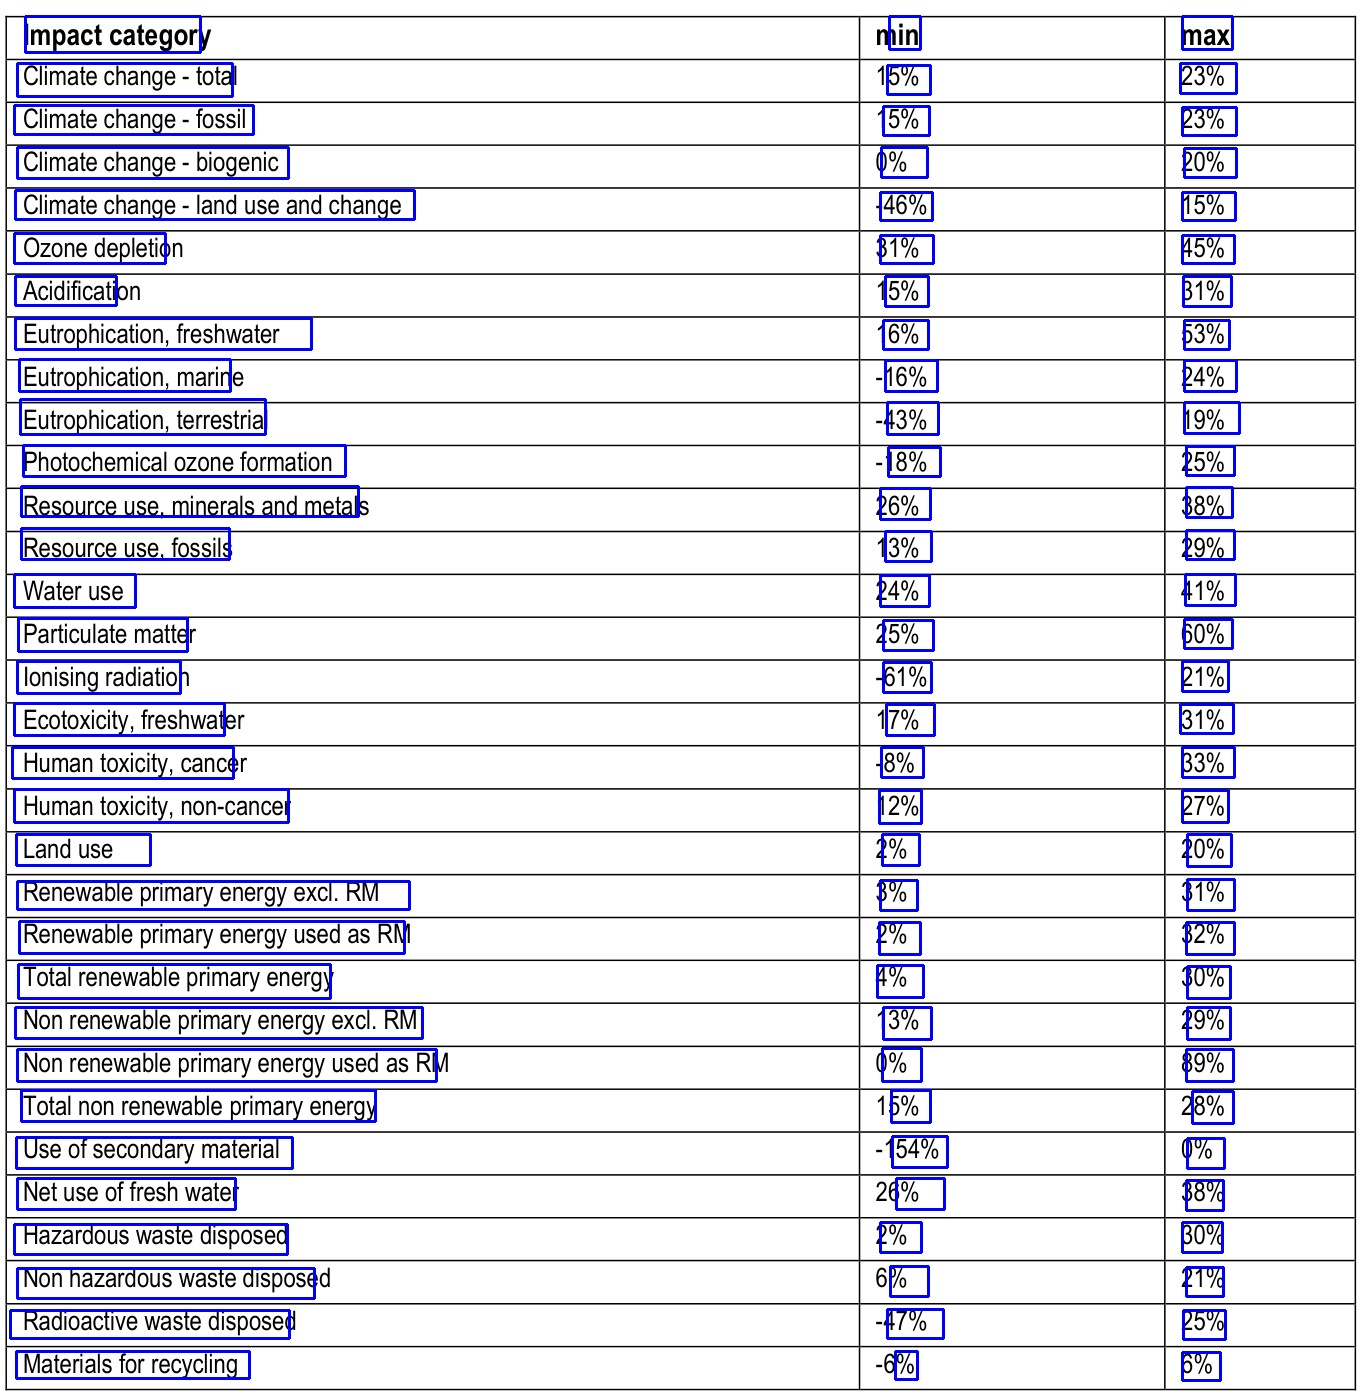 Impact category min max
Climate change - total 15% 23%
Climate change - fossil 15% 23%
Climate change - biogenic 0% 20%
Climate change - land use and change -46% 15%
Ozone depletion 31% 45%
Acidification 15% 31%
Eutrophication, freshwater 16% 53%
Eutrophication, marine -16% 24%
Eutrophication, terrestrial -43% 19%
Photochemical ozone formation -18% 25%
Resource use, minerals and metals 26% 38%
Resource use, fossils 13% 29%
Water use 24% 41%
Particulate matter 25% 60%
Ionising radiation -61% 21%
Ecotoxicity, freshwater 17% 31%
Human toxicity, cancer -8% 33%
Human toxicity, non-cancer 12% 27%
Land use 2% 20%
Renewable primary energy excl. RM 3% 31%
Renewable primary energy used as RM 2% 32%
Total renewable primary energy 4% 30%
Non renewable primary energy excl. RM 13% 29%
Non renewable primary energy used as RM 0% 89%
Total non renewable primary energy 15% 28%
Use of secondary material -154% 0%
Net use of fresh water 26% 38%
Hazardous waste disposed 2% 30%
Non hazardous waste disposed 6% 21%
Radioactive waste disposed -47% 25%
Materials for recycling -6% 6%